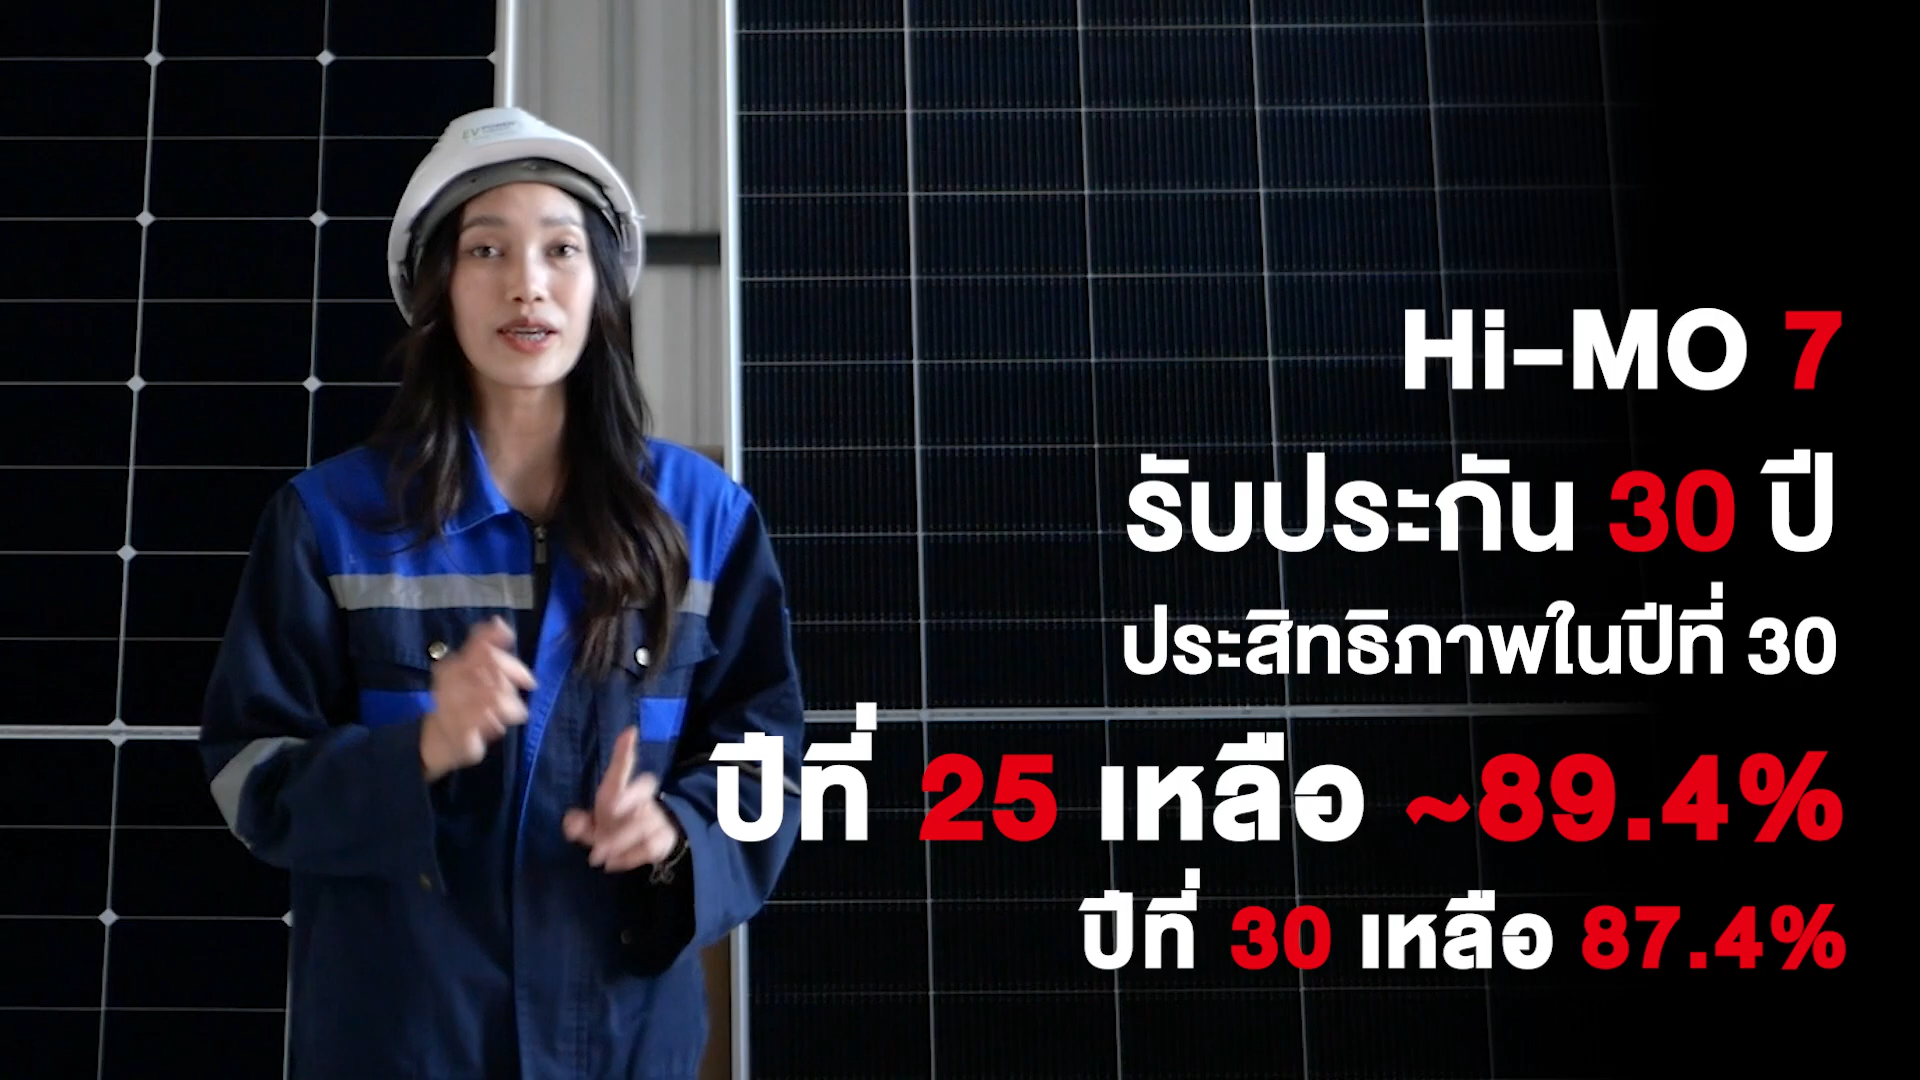 EV POWER
Hi-MO 7
รับประกัน 30 ปี
ประสิทธิภาพในปีที่ 30
ปีที่ 25 เหลือ ~89.4%
ปีที่ 30 เหลือ 87.4%